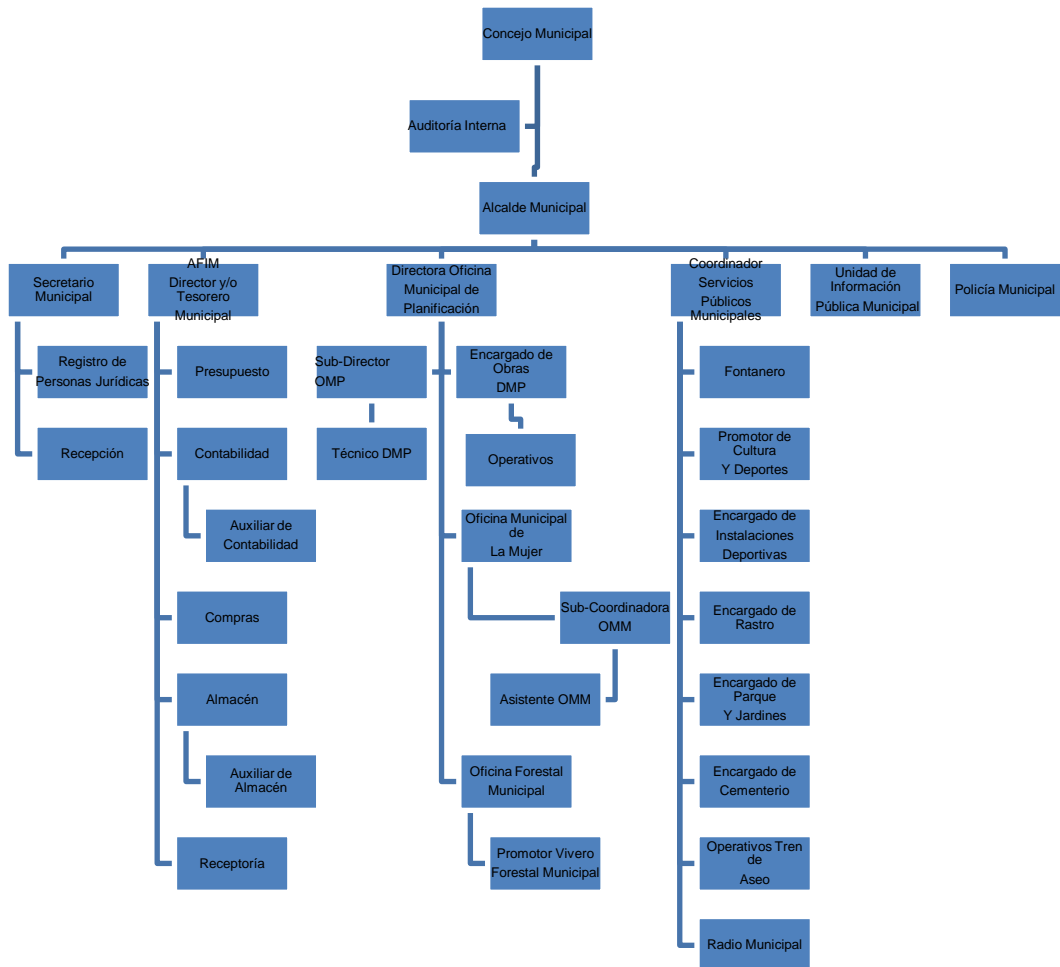 Concejo Municipal
Auditoría Interna
Alcalde Municipal
Secretario
Municipal
AFIM
Director y/o
Tesorero
Municipal
Directora Oficina
Municipal de
Planificación
Coordinador
Servicios
Públicos
Municipales
Unidad de
Información
Pública Municipal
Policía Municipal
Registro de
Personas Jurídicas
Recepción
Presupuesto
Contabilidad
Auxiliar de
Contabilidad
Compras
Almacén
Auxiliar de
Almacén
Receptoría
Sub-Director
OMP
Técnico DMP
Encargado de
Obras
DMP
Operativos
Oficina Municipal
de
La Mujer
Sub-Coordinadora
OMM
Asistente OMM
Oficina Forestal
Municipal
Promotor Vivero
Forestal Municipal
Fontanero
Promotor de
Cultura
Y Deportes
Encargado de
Instalaciones
Deportivas
Encargado de
Rastro
Encargado de
Parque
Y Jardines
Encargado de
Cementerio
Operativos Tren
de
Aseo
Radio Municipal